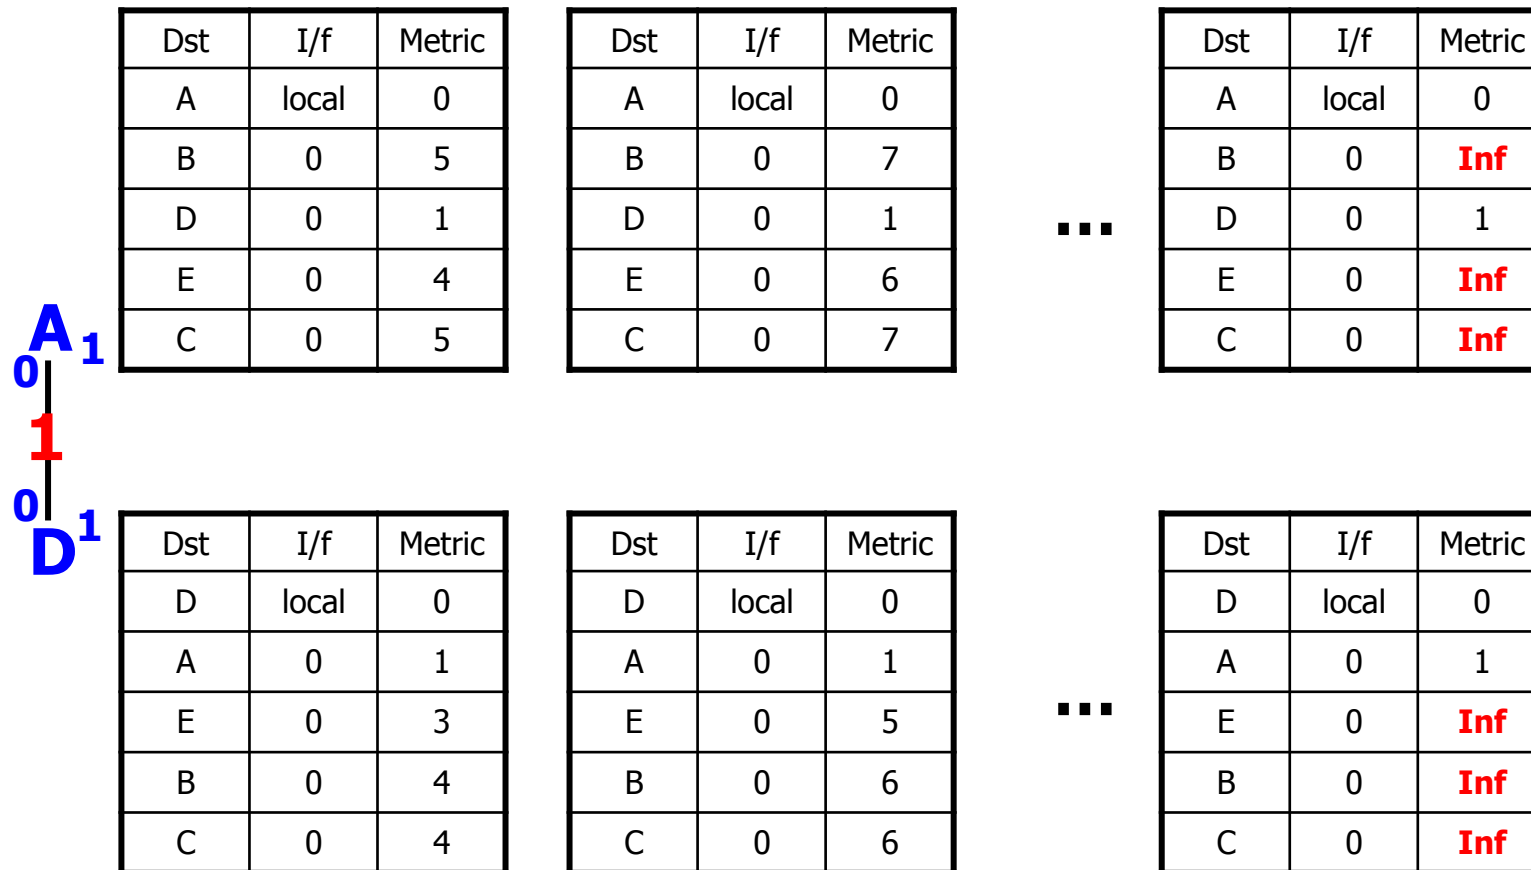 Dst I/f Metric Dst I/f Metric Dst I/f Metric
A local 0 A local 0 A local 0
B 0 5 B 0 7 B 0 Inf
D 0 1 D 0 1 ... D 0 1
E 0 4 E 0 6 E 0 Inf
A 1 C 0 5 C 0 7 C 0 Inf
0
1
0
D 1 Dst I/f Metric Dst I/f Metric Dst I/f Metric
D local 0 D local 0 D local 0
A 0 1 A 0 1 A 0 1
E 0 3 E 0 5 ... E 0 Inf
B 0 4 B 0 6 B 0 Inf
C 0 4 C 0 6 C 0 Inf